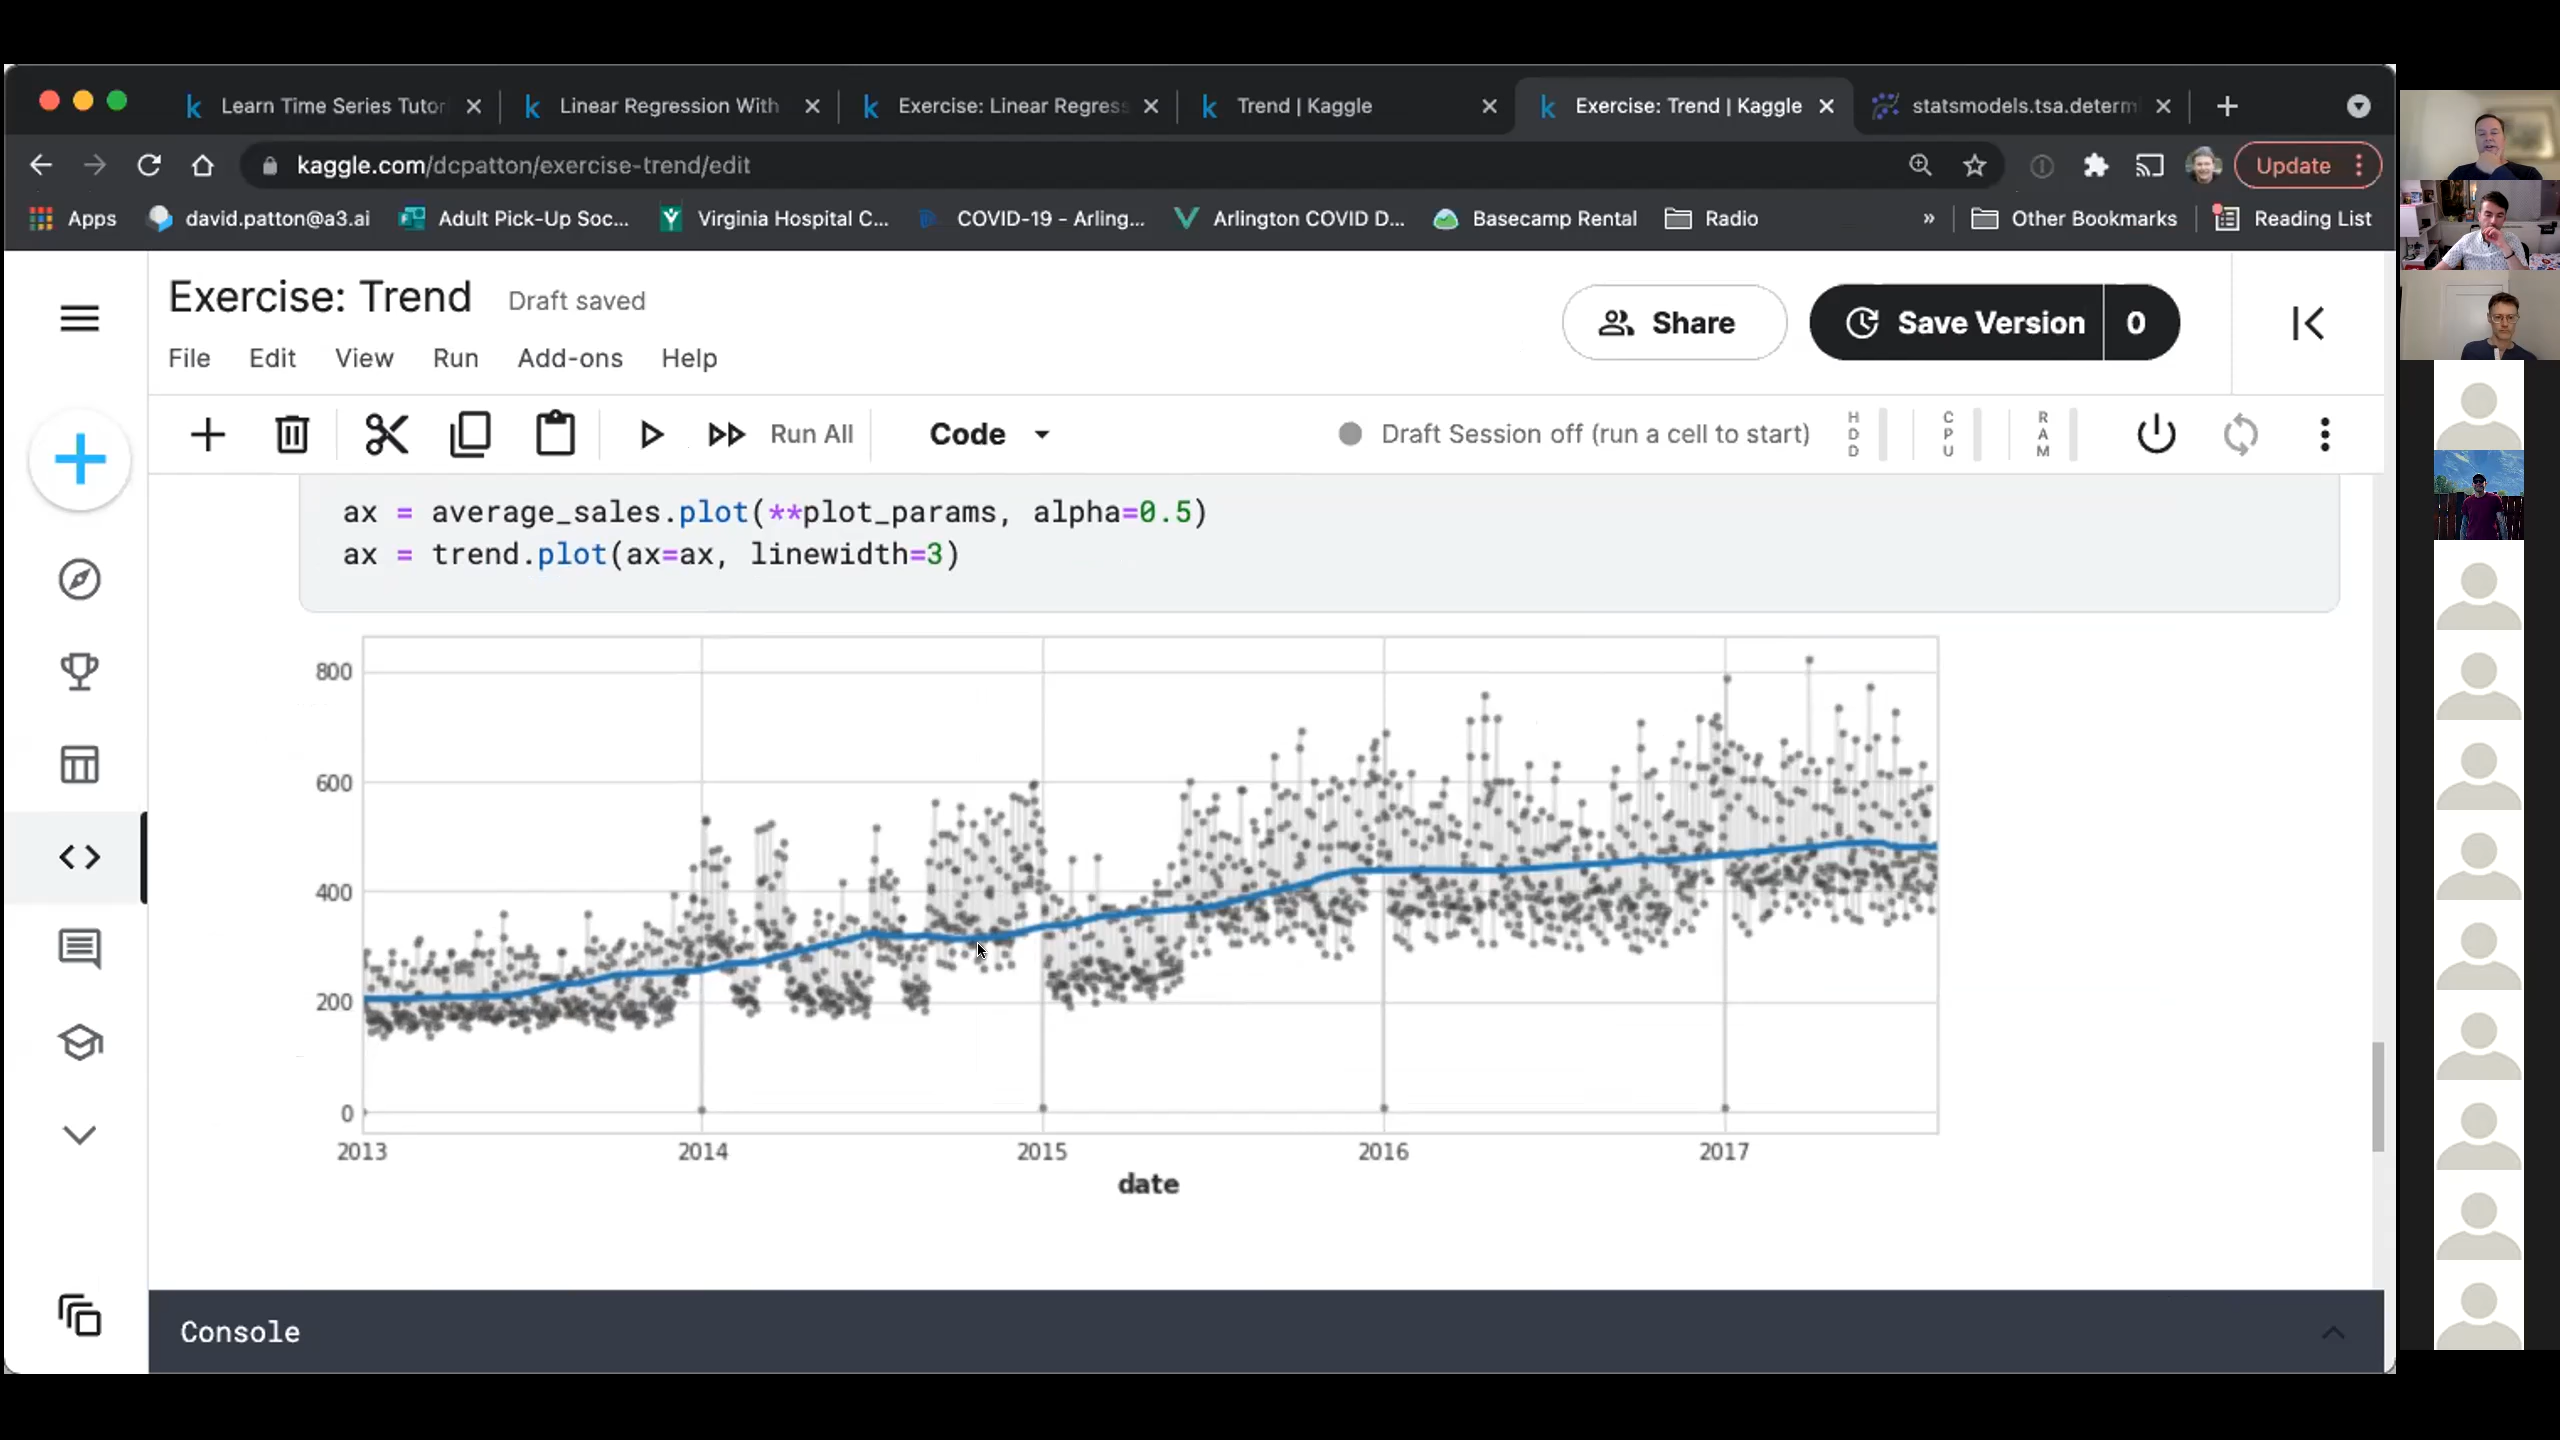 Learn Time Series Tutor
Linear Regression With
Exercise: Linear Regress
Trend | Kaggle
Exercise: Trend | Kaggle
statsmodels.tsa.determ
kaggle.com/dcpatton/exercise-trend/edit
Update
Apps
david.patton@a3.ai
Adult Pick-Up Soc...
Virginia Hospital C...
COVID-19 - Arling...
Arlington COVID D...
Basecamp Rental
Radio
»
Other Bookmarks
Reading List
Exercise: Trend
Draft saved
Share
Save Version
0
File
Edit
View
Run
Add-ons
Help
Run All
Code
Draft Session off (run a cell to start)
HDD
CPU
RAM
ax = average_sales.plot(**plot_params, alpha=0.5)
ax = trend.plot(ax=ax, linewidth=3)
800
600
400
200
0
2013
2014
2015
2016
2017
date
Console